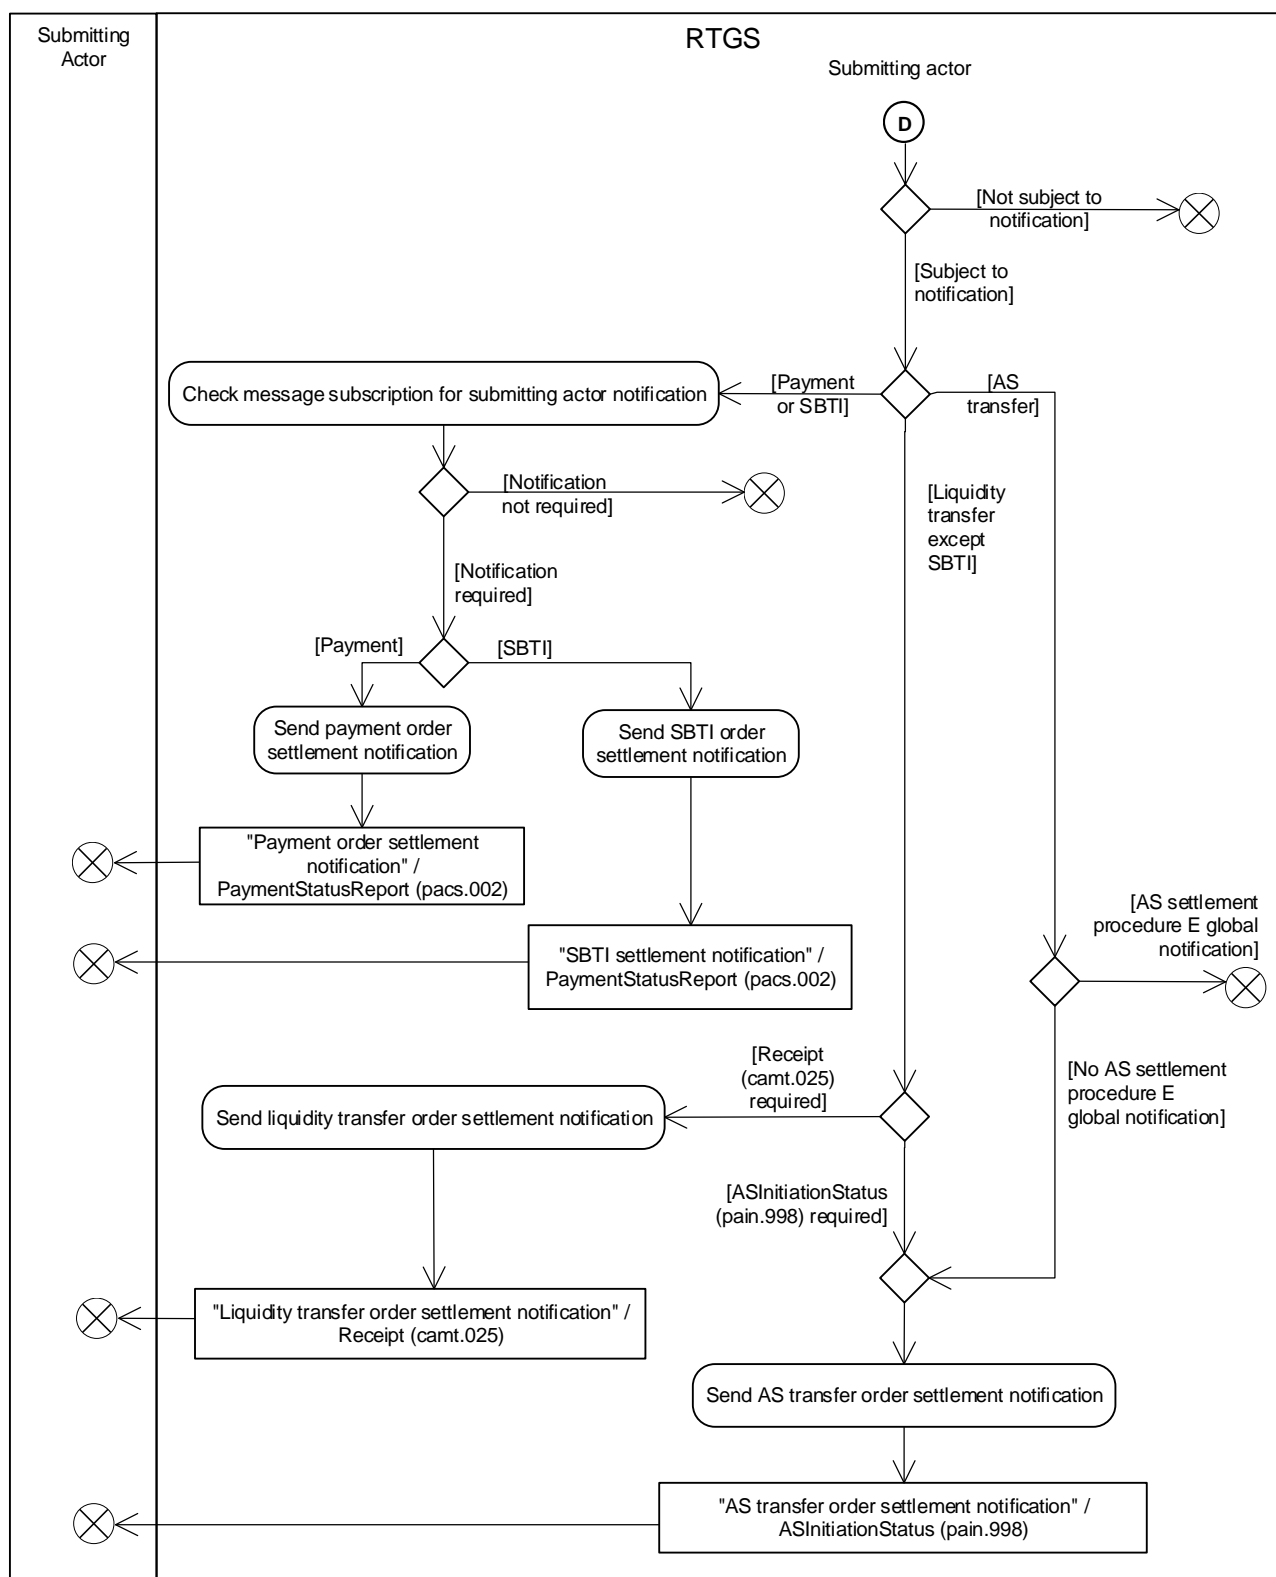 Submitting
Actor
RTGS
Submitting actor
D
[Not subject to
notification]
[Subject to
notification]
Check message subscription for submitting actor notification
[Payment
or SBTI]
[AS
transfer]
[Notification
not required]
[Liquidity
transfer
except
SBTI]
[Notification
required]
[Payment]
[SBTI]
Send payment order
settlement notification
Send SBTI order
settlement notification
"Payment order settlement
notification" /
PaymentStatusReport (pacs.002)
"SBTI settlement notification" /
PaymentStatusReport (pacs.002)
[AS settlement
procedure E global
notification]
[Receipt
(camt.025)
required]
[No AS settlement
procedure E
global notification]
Send liquidity transfer order settlement notification
[ASInitiationStatus
(pain.998) required]
"Liquidity transfer order settlement notification" /
Receipt (camt.025)
Send AS transfer order settlement notification
"AS transfer order settlement notification" /
ASInitiationStatus (pain.998)